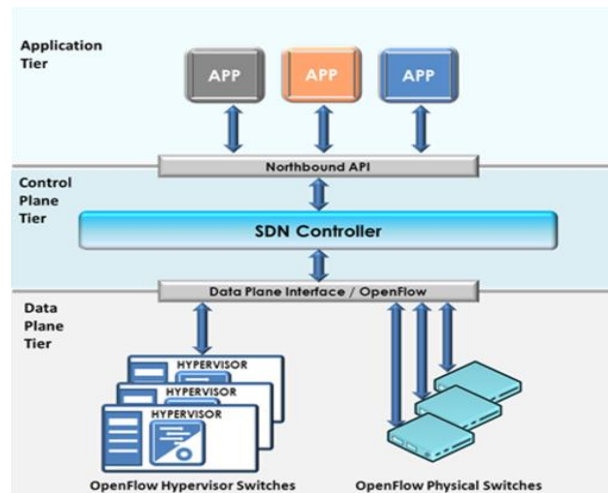 Application
Tier
APP
APP
APP
Northbound API
Control
Plane
Tier
SDN Controller
Data Plane Interface / OpenFlow
Data
Plane
Tier
HYPERVISOR
HYPERVISOR
HYPERVISOR
OpenFlow Hypervisor Switches
OpenFlow Physical Switches